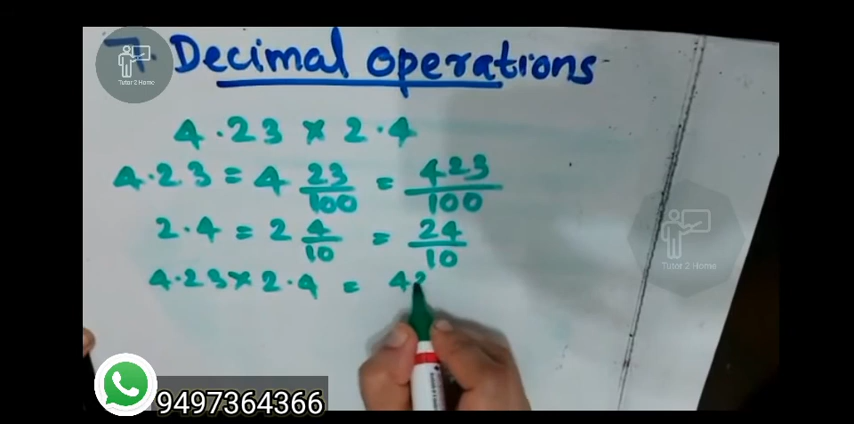 7. Decimal operations
4.23 × 2.4
4.23 = 4 23/100 = 423/100
2.4 = 2 4/10 = 24/10
4.23 × 2.4 = 42
Tutor 2 Home
Tutor 2 Home
9497364366